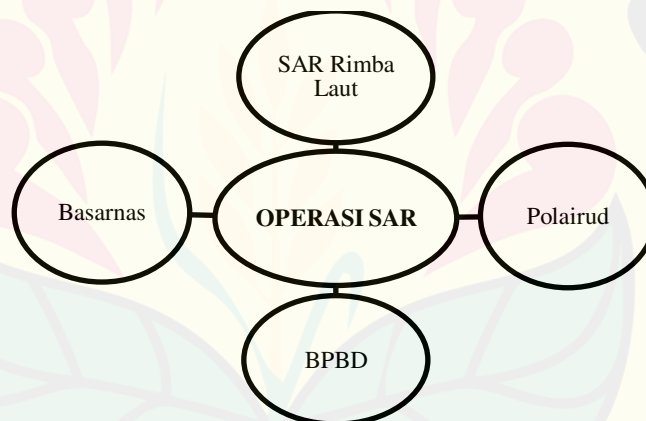 SAR Rimba
Laut
Basarnas
OPERASI SAR
Polairud
BPBD